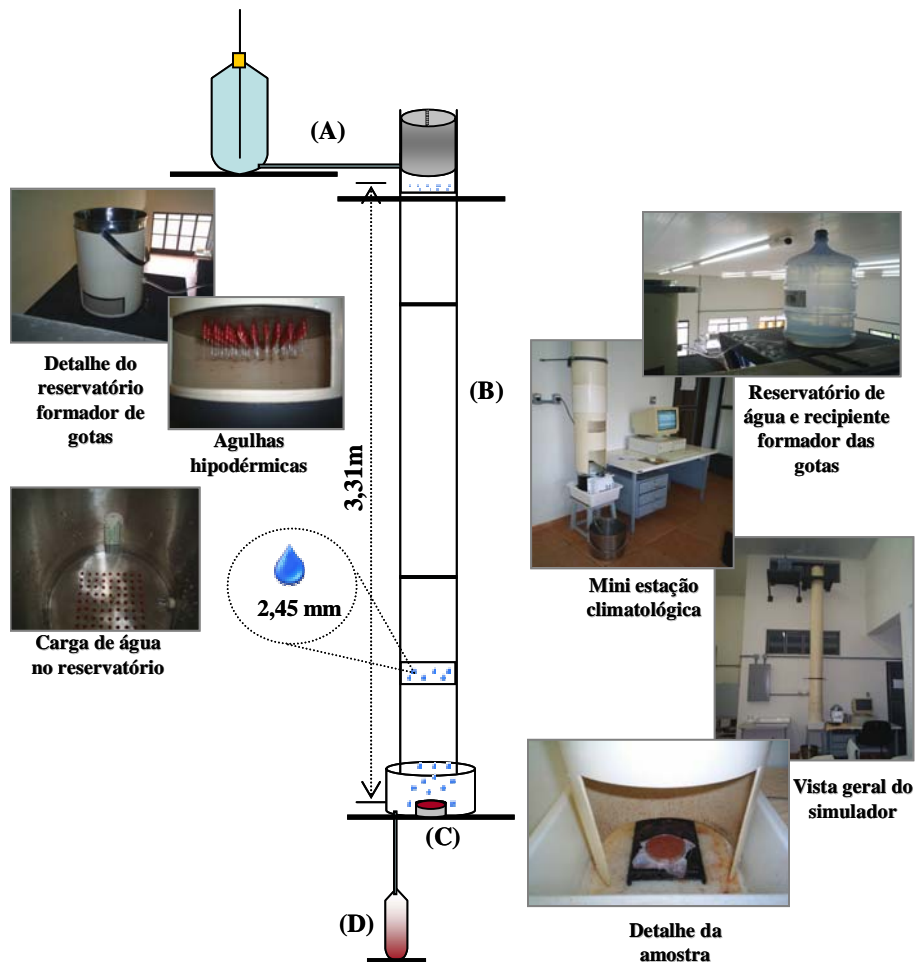 (A)
Detalhe do
reservatório
formador de
gotas
Agulhas
hipodérmicas
(B)
Reservatório de
água e recipiente
formador das
gotas
3,31m
2,45 mm
Carga de água
no reservatório
Mini estação
climatológica
Vista geral do
simulador
(C)
(D)
Detalhe da
amostra